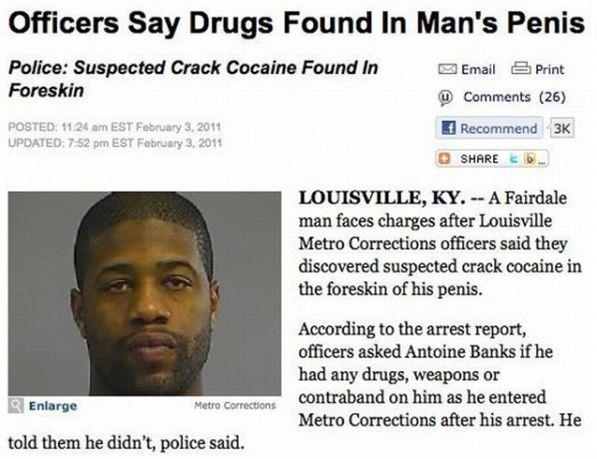 Officers Say Drugs Found In Man's Penis
Police: Suspected Crack Cocaine Found In
Foreskin
POSTED: 11:24 am EST February 3, 2011
UPDATED: 7:52 pm EST February 3, 2011
Email Print
Comments (26)
Recommend 3K
SHARE
LOUISVILLE, KY. -- A Fairdale
man faces charges after Louisville
Metro Corrections officers said they
discovered suspected crack cocaine in
the foreskin of his penis.
According to the arrest report,
officers asked Antoine Banks if he
had any drugs, weapons or
contraband on him as he entered
Metro Corrections after his arrest. He
told them he didn't, police said.
Enlarge
Metro Corrections